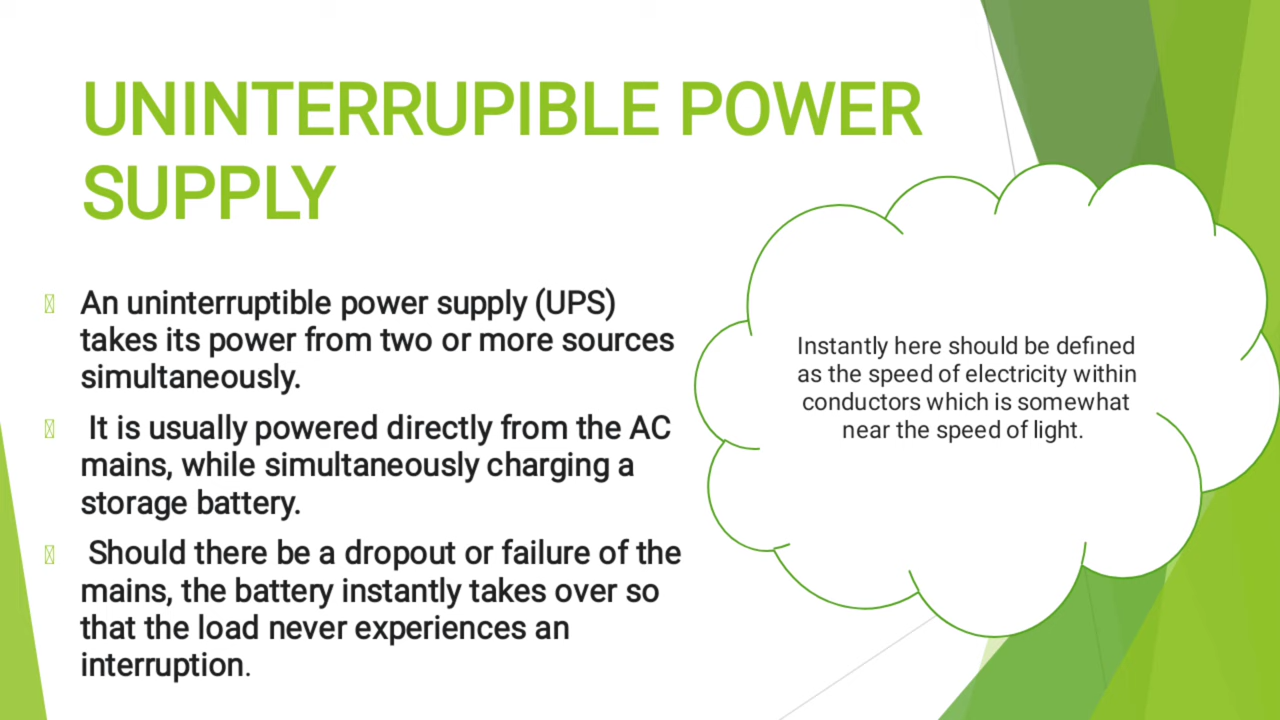 UNINTERRUPIBLE POWER
SUPPLY
An uninterruptible power supply (UPS)
takes its power from two or more sources
simultaneously.
It is usually powered directly from the AC
mains, while simultaneously charging a
storage battery.
Should there be a dropout or failure of the
mains, the battery instantly takes over so
that the load never experiences an
interruption.
Instantly here should be defined
as the speed of electricity within
conductors which is somewhat
near the speed of light.